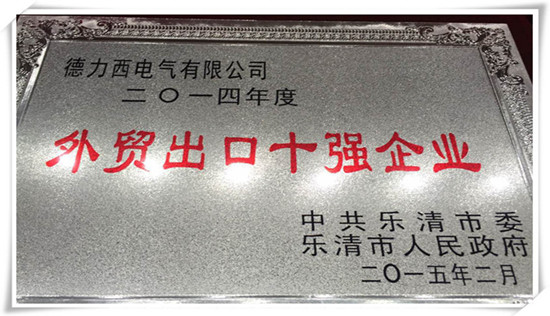 德力西电气有限公司
二〇一四年度
外贸出口十强企业
中共乐清市委
乐清市人民政府
二〇一五年二月